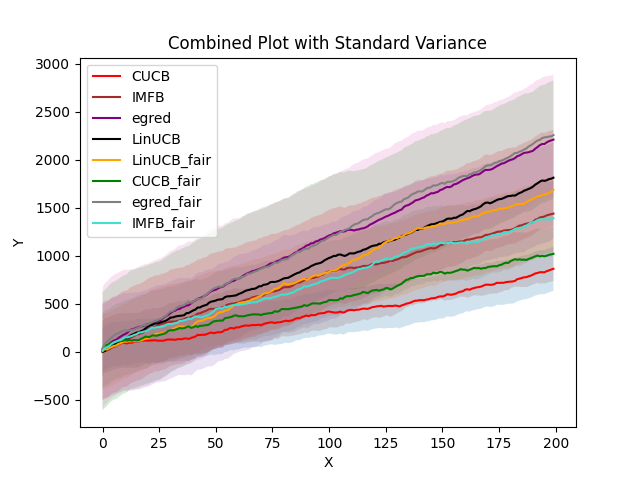 Combined Plot with Standard Variance
3000
2500
2000
1500
1000
500
0
−500
Y
CUCB
IMFB
egred
LinUCB
LinUCB_fair
CUCB_fair
egred_fair
IMFB_fair
0 25 50 75 100 125 150 175 200
X